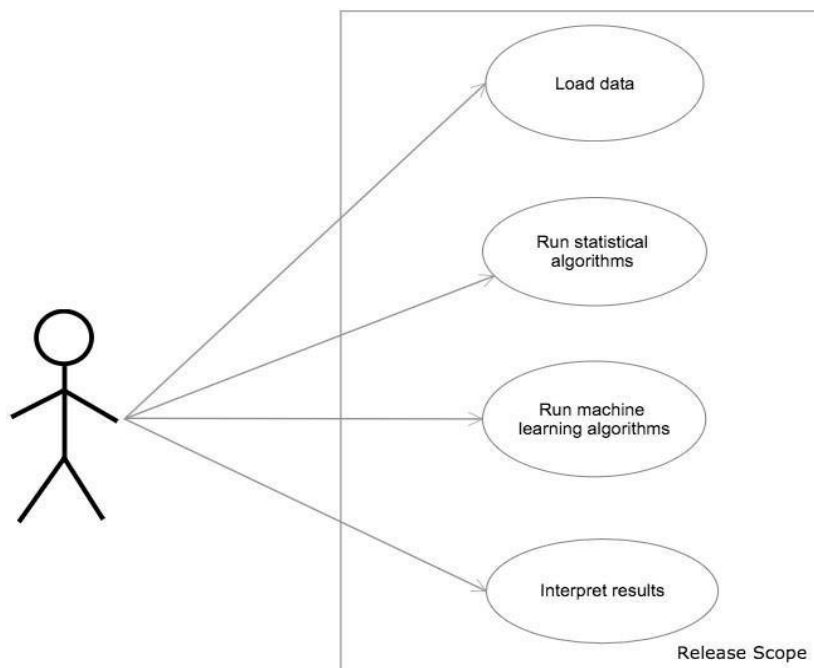 Load data
Run statistical
algorithms
Run machine
learning algorithms
Interpret results
Release Scope